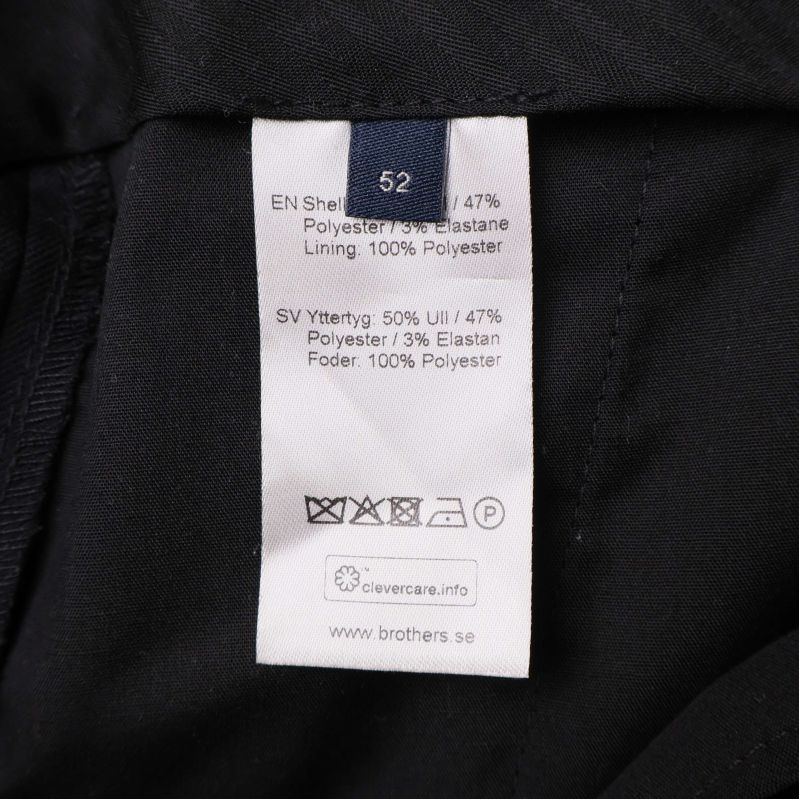 52
EN Shell / 47%
Polyester / 3% Elastane
Lining: 100% Polyester
SV Yttertyg: 50% Ull / 47%
Polyester / 3% Elastan
Foder: 100% Polyester
P
clevercare.info
www.brothers.se